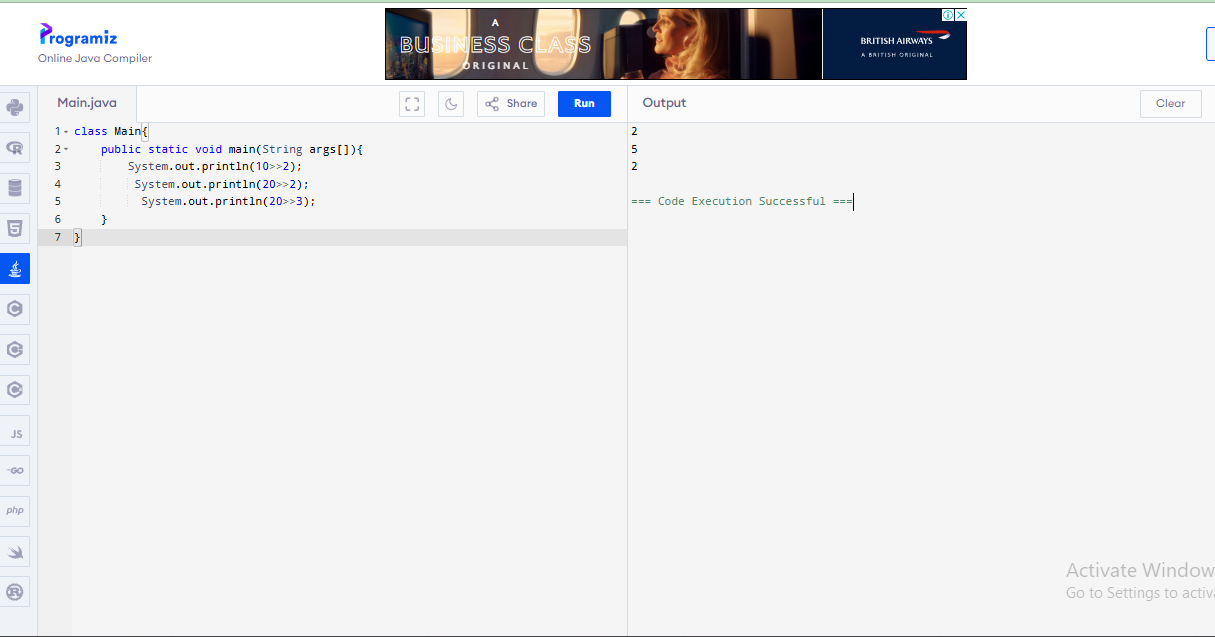 Programiz
Online Java Compiler
A
BUSINESS CLASS
ORIGINAL
BRITISH AIRWAYS
A BRITISH ORIGINAL
Main.java
Share
Run
Output
Clear
1 class Main{
2 public static void main(String args[]){
3 System.out.println(10>>2);
4 System.out.println(20>>2);
5 System.out.println(20>>3);
6 }
7 }
2
5
2
=== Code Execution Successful ===
JS
-GO
php
Activate Window
Go to Settings to activa